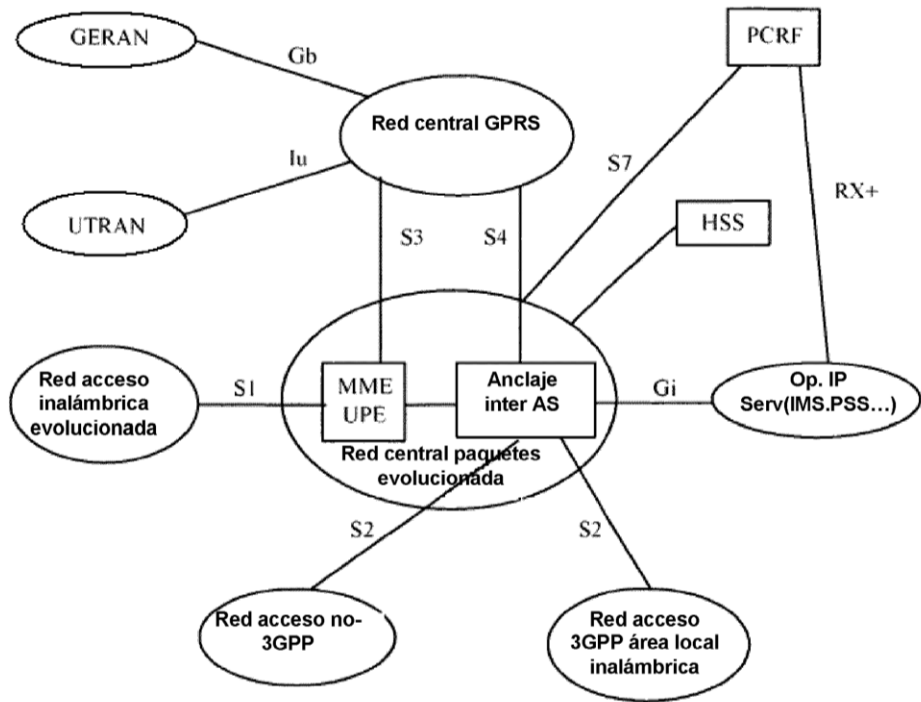 GERAN
Gb
PCRF
Red central GPRS
Iu
S7
RX+
UTRAN
HSS
S3
S4
Red acceso
inalámbrica
evolucionada
S1
MME
UPE
Anclaje
inter AS
Gi
Op. IP
Serv(IMS.PSS...)
Red central paquetes
evolucionada
S2
S2
Red acceso no-
3GPP
Red acceso
3GPP área local
inalámbrica